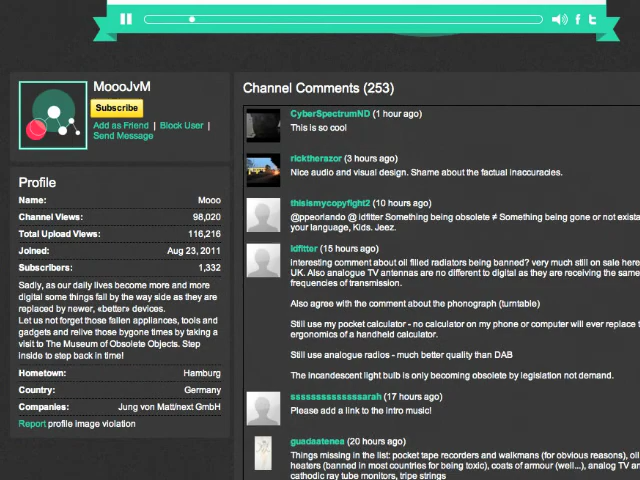 MoooJvM
Subscribe
Add as Friend | Block User |
Send Message
Profile
Name: Mooo
Channel Views: 98,020
Total Upload Views: 116,216
Joined: Aug 23, 2011
Subscribers: 1,332
Sadly, as our daily lives become more and more
digital some things fall by the way side as they are
replaced by newer, «better» devices.
Let us not forget those fallen appliances, tools and
gadgets and relive those bygone times by taking a
visit to The Museum of Obsolete Objects. Step
inside to step back in time!
Hometown: Hamburg
Country: Germany
Companies: Jung von Matt/next GmbH
Report profile image violation
Channel Comments (253)
CyberSpectrumND (1 hour ago)
This is so cool
ricktherazor (3 hours ago)
Nice audio and visual design. Shame about the factual inaccuracies.
thisismycopyfight2 (10 hours ago)
@ppeorlando @ idfitter Something being obsolete ≠ Something being gone or not exista
your language, Kids. Jeez.
idfitter (15 hours ago)
Interesting comment about oil filled radiators being banned? very much still on sale here
UK. Also analogue TV antennas are no different to digital as they are receiving the same
frequencies of transmission.
Also agree with the comment about the phonograph (turntable)
Still use my pocket calculator - no calculator on my phone or computer will ever replace t
ergonomics of a handheld calculator.
Still use analogue radios - much better quality than DAB
The incandescent light bulb is only becoming obsolete by legislation not demand.
ssssssssssssssarah (17 hours ago)
Please add a link to the intro music!
guadaatenea (20 hours ago)
Things missing in the list: pocket tape recorders and walkmans (for obvious reasons), oil
heaters (banned in most countries for being toxic), coats of armour (well...), analog TV an
cathodic ray tube monitors, tripe strings